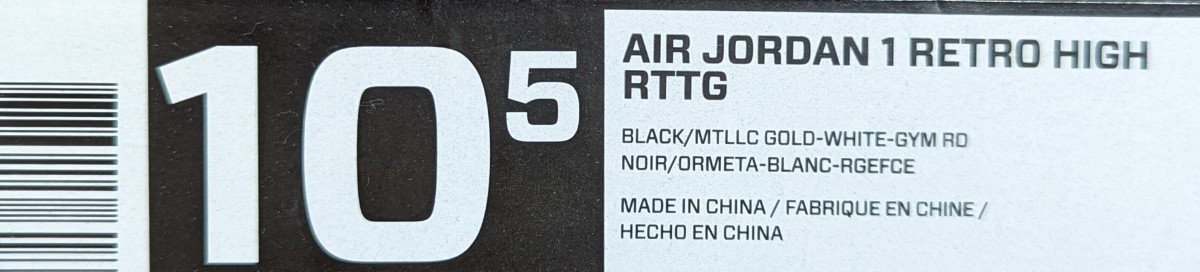 10 5
AIR JORDAN 1 RETRO HIGH
RTTG
BLACK/MTLLC GOLD-WHITE-GYM RD
NOIR/ORMETA-BLANC-RGEFCE
MADE IN CHINA / FABRIQUE EN CHINE /
HECHO EN CHINA